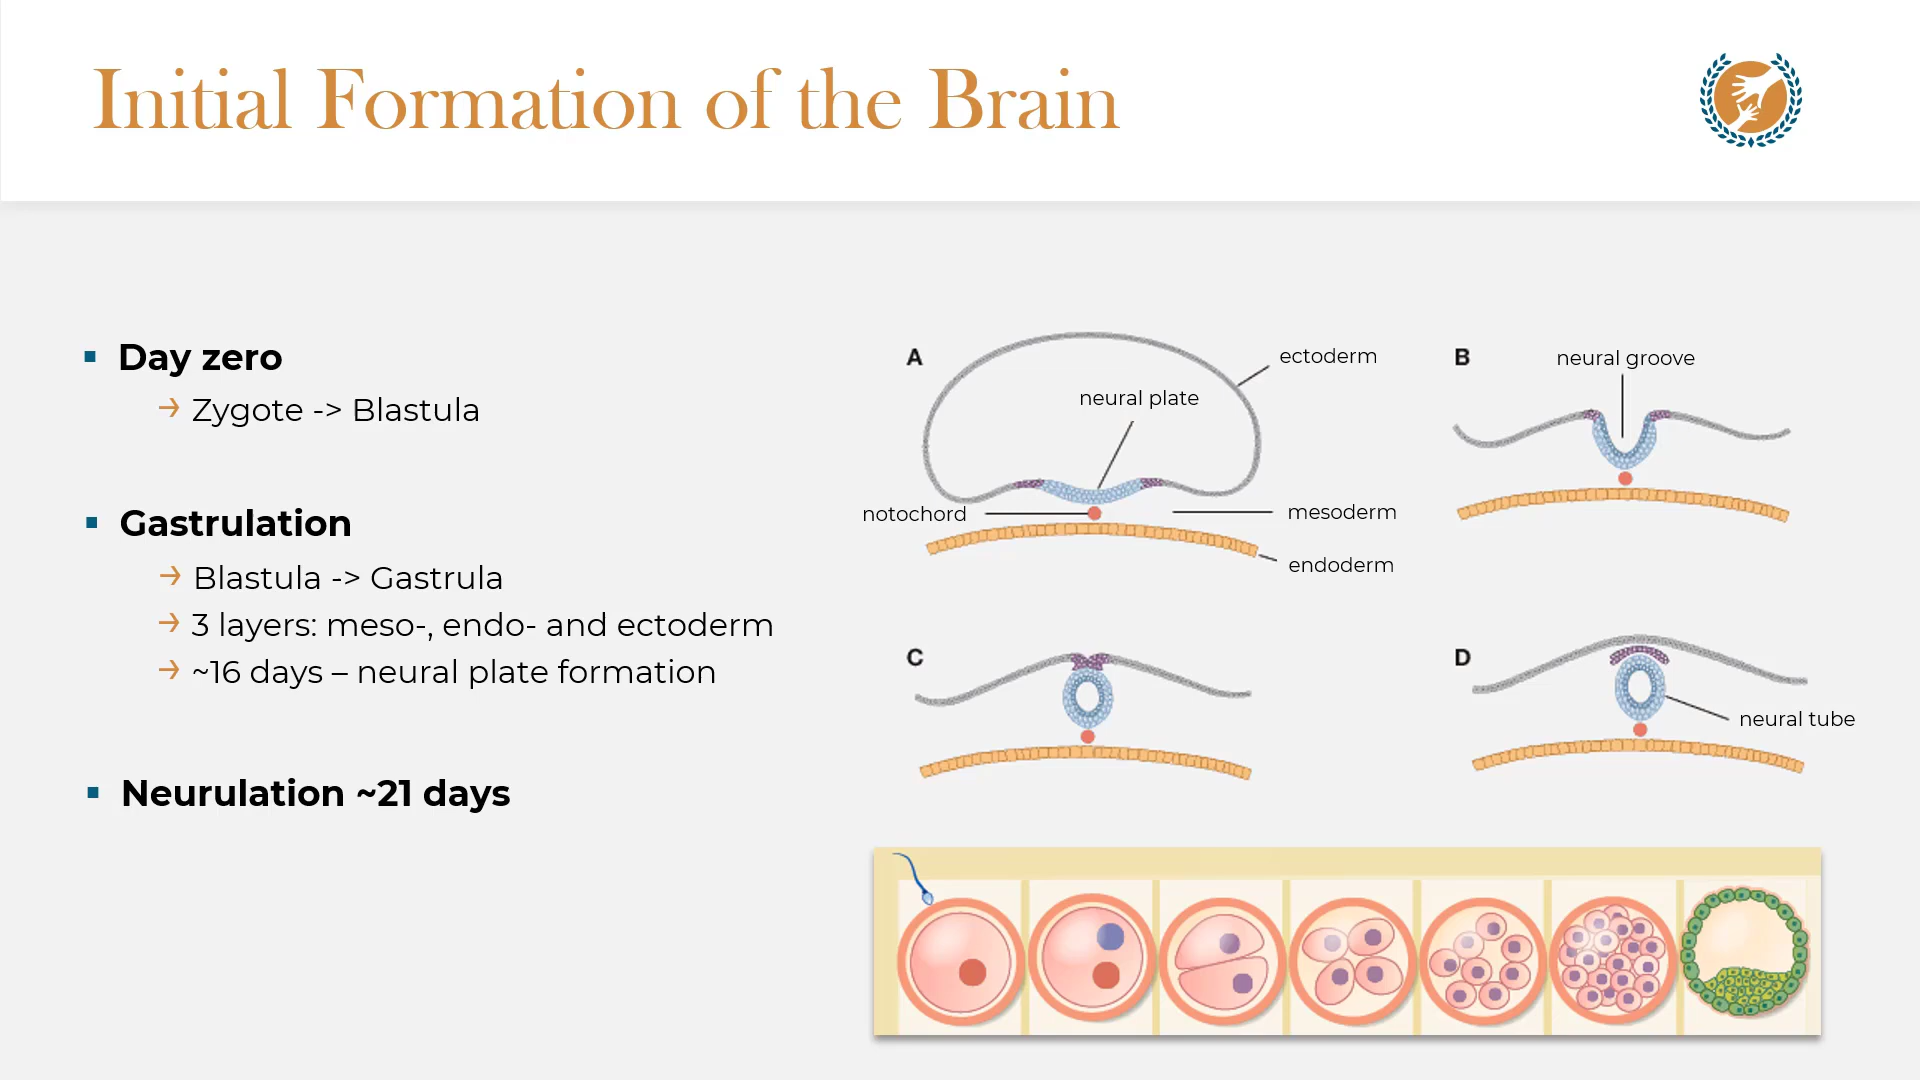 Initial Formation of the Brain
Day zero
Zygote -> Blastula
Gastrulation
Blastula -> Gastrula
3 layers: meso-, endo- and ectoderm
~16 days – neural plate formation
Neurulation ~21 days
A
ectoderm
neural plate
notochord
mesoderm
endoderm
B
neural groove
C
D
neural tube